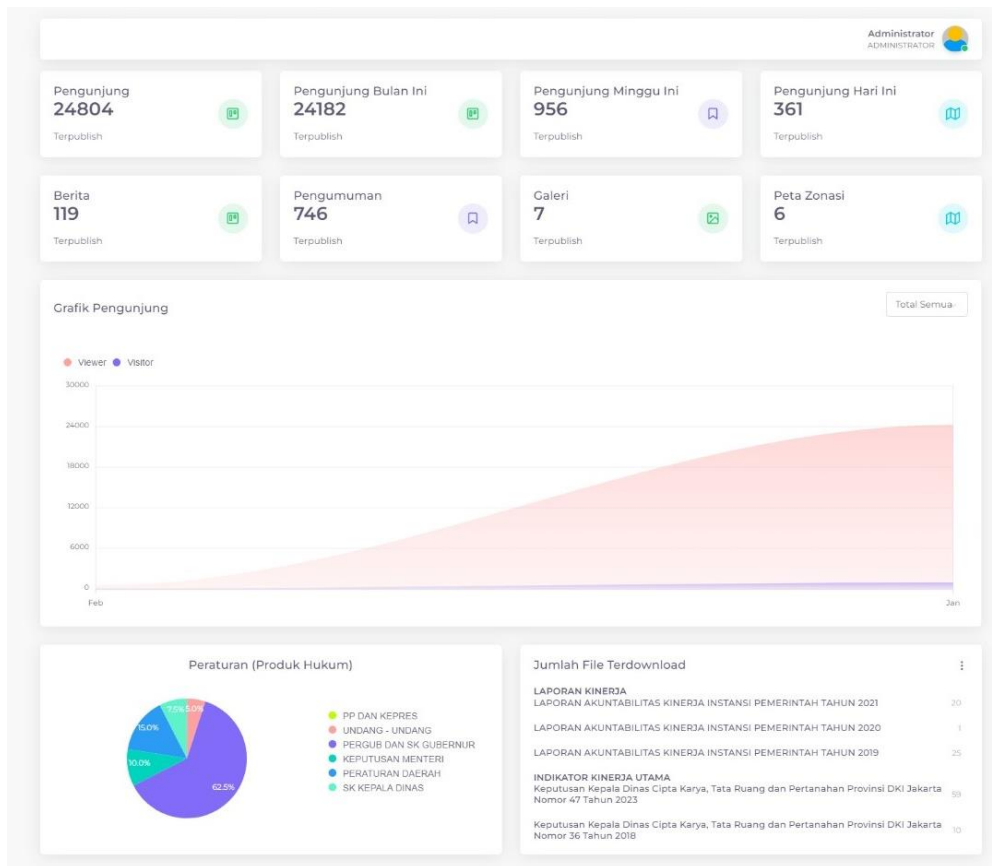 Administrator
ADMINISTRATOR
Pengunjung
24804
Terpublish
Pengunjung Bulan Ini
24182
Terpublish
Pengunjung Minggu Ini
956
Terpublish
Pengunjung Hari Ini
361
Terpublish
Berita
119
Terpublish
Pengumuman
746
Terpublish
Galeri
7
Terpublish
Peta Zonasi
6
Terpublish
Grafik Pengunjung
Total Semua
Viewer Visitor
30000
24000
18000
12000
6000
0
Feb Jan
Peraturan (Produk Hukum)
7.5% 5.0%
15.0%
10.0%
62.5%
PP DAN KEPRES
UNDANG - UNDANG
PERGUB DAN SK GUBERNUR
KEPUTUSAN MENTERI
PERATURAN DAERAH
SK KEPALA DINAS
Jumlah File Terdownload
LAPORAN KINERJA
LAPORAN AKUNTABILITAS KINERJA INSTANSI PEMERINTAH TAHUN 2021 20
LAPORAN AKUNTABILITAS KINERJA INSTANSI PEMERINTAH TAHUN 2020 1
LAPORAN AKUNTABILITAS KINERJA INSTANSI PEMERINTAH TAHUN 2019 25
INDIKATOR KINERJA UTAMA
Keputusan Kepala Dinas Cipta Karya, Tata Ruang dan Pertanahan Provinsi DKI Jakarta 59
Nomor 47 Tahun 2023
Keputusan Kepala Dinas Cipta Karya, Tata Ruang dan Pertanahan Provinsi DKI Jakarta 10
Nomor 36 Tahun 2018